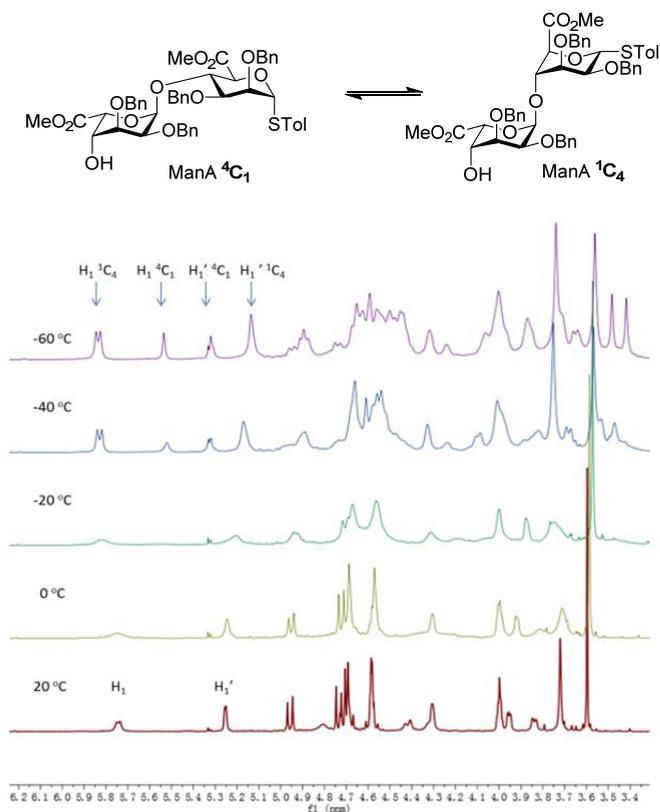 CO₂Me
OBn
STol
OBn
O
O
OBn
MeO₂C
O
OBn
OH
ManA ¹C₄
MeO₂C
OBn
O
O
BnO
STol
OBn
MeO₂C
O
OBn
OH
ManA ⁴C₁
H₁ ¹C₄ H₁ ⁴C₁ H₁′ ⁴C₁ H₁′ ¹C₄
-60 °C
-40 °C
-20 °C
0 °C
20 °C H₁ H₁′
6.2 6.1 6.0 5.9 5.8 5.7 5.6 5.5 5.4 5.3 5.2 5.1 5.0 4.9 4.8 4.7 4.6 4.5 4.4 4.3 4.2 4.1 4.0 3.9 3.8 3.7 3.6 3.5 3.4
f1 (ppm)